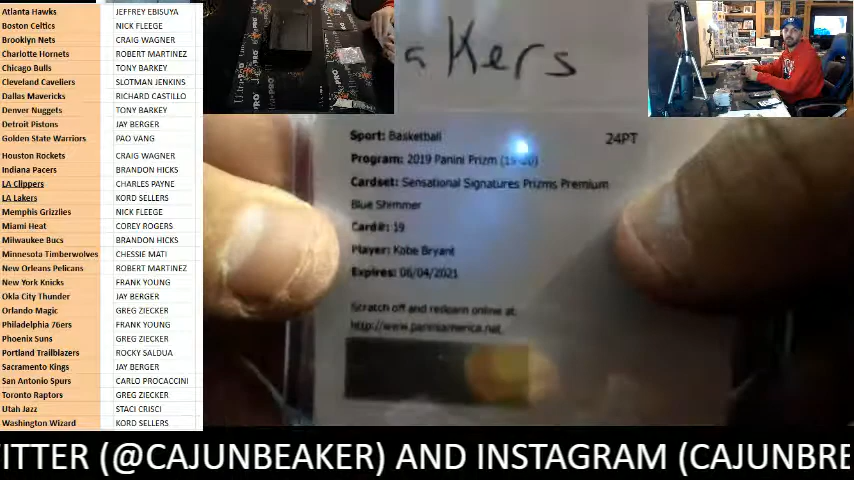 Atlanta Hawks JEFFREY EBISUYA
Boston Celtics NICK FLEEGE
Brooklyn Nets CRAIG WAGNER
Charlotte Hornets ROBERT MARTINEZ
Chicago Bulls TONY BARKEY
Cleveland Cavaliers SLOTMAN JENKINS
Dallas Mavericks RICHARD CASTILLO
Denver Nuggets TONY BARKEY
Detroit Pistons JAY BERGER
Golden State Warriors PAO VANG
Houston Rockets CRAIG WAGNER
Indiana Pacers BRANDON HICKS
LA Clippers CHARLES PAYNE
LA Lakers KORD SELLERS
Memphis Grizzlies NICK FLEEGE
Miami Heat COREY ROGERS
Milwaukee Bucs BRANDON HICKS
Minnesota Timberwolves CHESSIE MATI
New Orleans Pelicans ROBERT MARTINEZ
New York Knicks FRANK YOUNG
Okla City Thunder JAY BERGER
Orlando Magic GREG ZIECKER
Philadelphia 76ers FRANK YOUNG
Phoenix Suns GREG ZIECKER
Portland Trailblazers ROCKY SALDUA
Sacramento Kings JAY BERGER
San Antonio Spurs CARLO PROCACCINI
Toronto Raptors GREG ZIECKER
Utah Jazz STACI CRISCI
Washington Wizard KORD SELLERS
aKers
Sport: Basketball 24PT
Program: 2019 Panini Prizm (19-20)
Cardset: Sensational Signatures Prizms Premium
Blue Shimmer
Card#: 19
Player: Kobe Bryant
Expires: 06/04/2021
Scratch off and redeem online at:
http://www.paniniamerica.net.
ITTER (@CAJUNBEAKER) AND INSTAGRAM (CAJUNBRE